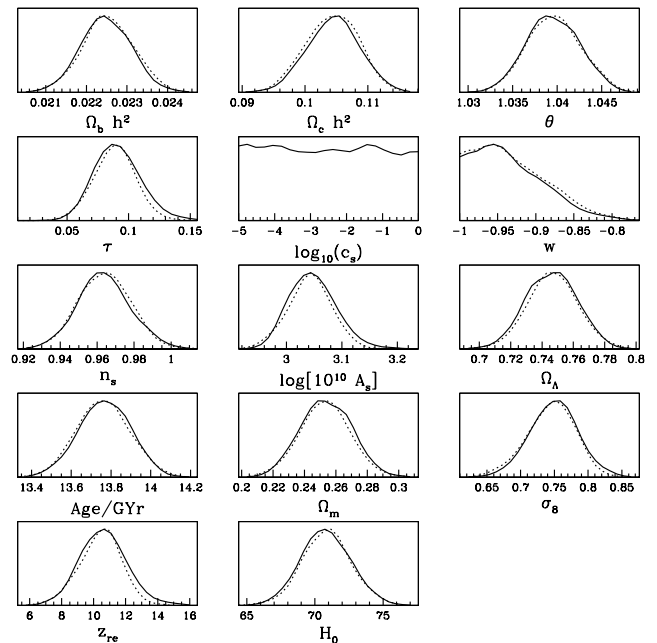 0.021 0.022 0.023 0.024
Ω_b h²
0.09 0.1 0.11
Ω_c h²
1.03 1.035 1.04 1.045
θ
0.05 0.1 0.15
τ
-5 -4 -3 -2 -1 0
log₁₀(c_s)
-1 -0.95 -0.9 -0.85 -0.8
w
0.92 0.94 0.96 0.98 1
n_s
3 3.1 3.2
log[10¹⁰ A_s]
0.7 0.72 0.74 0.76 0.78 0.8
Ω_Λ
13.4 13.6 13.8 14 14.2
Age/GYr
0.2 0.22 0.24 0.26 0.28 0.3
Ω_m
0.65 0.7 0.75 0.8 0.85
σ₈
6 8 10 12 14 16
z_re
65 70 75
H₀